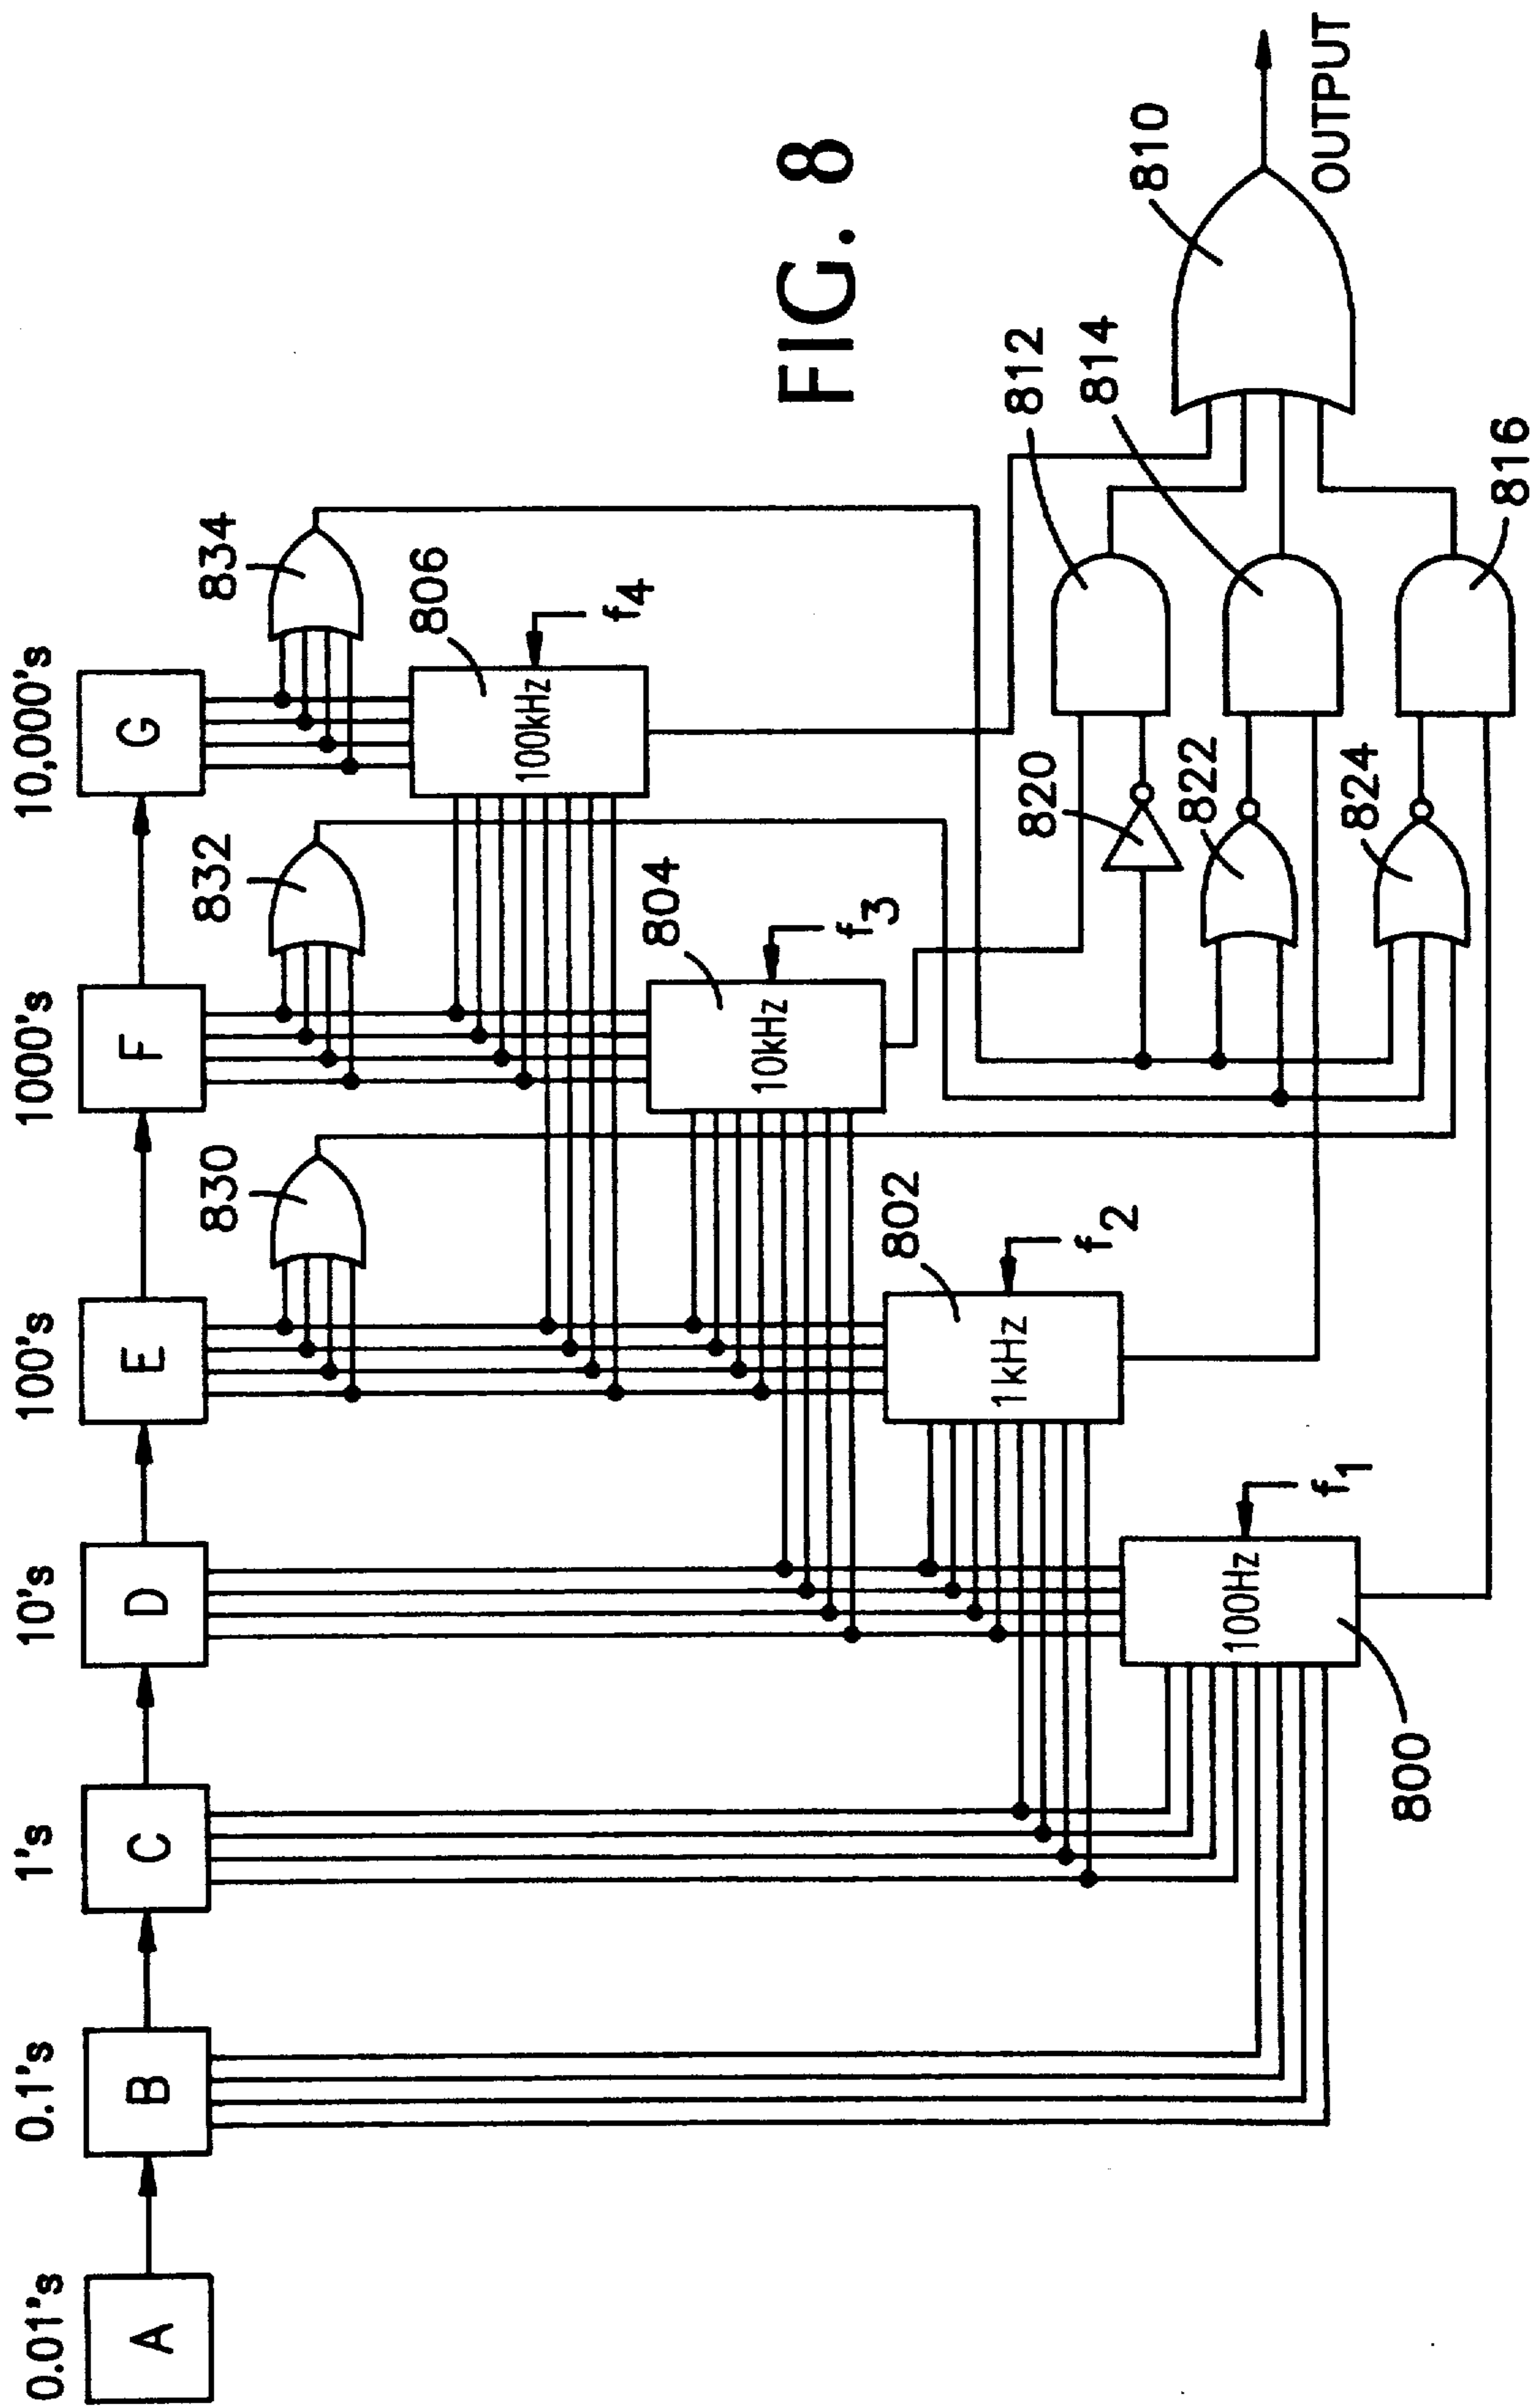 0.01's
0.1's
1's
10's
100's
1000's
10,000's
A
B
C
D
E
F
G
830
832
834
800
100Hz
f1
802
1kHz
f2
804
10kHz
f3
806
100kHz
f4
FIG. 8
820
822
824
812
814
816
810
OUTPUT